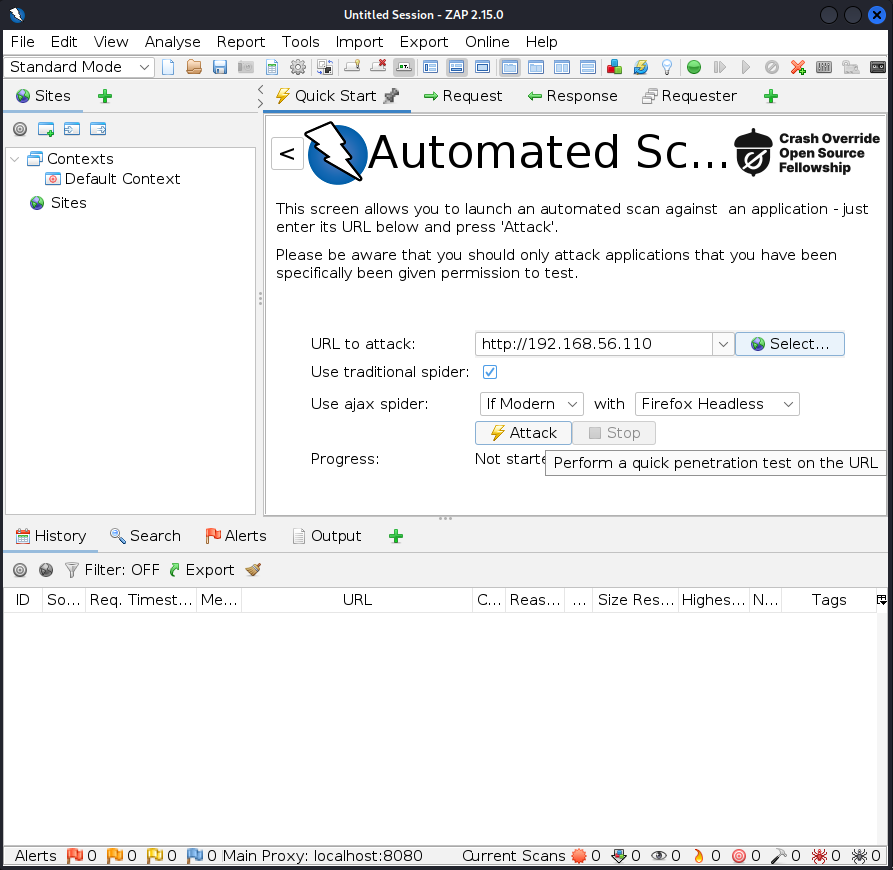 Untitled Session - ZAP 2.15.0
File Edit View Analyse Report Tools Import Export Online Help
Standard Mode
Sites
Quick Start Request Response Requester
Contexts
Default Context
Sites
< Automated Sc...
Crash Override
Open Source
Fellowship
This screen allows you to launch an automated scan against an application - just
enter its URL below and press 'Attack'.
Please be aware that you should only attack applications that you have been
specifically been given permission to test.
URL to attack: http://192.168.56.110 Select...
Use traditional spider:
Use ajax spider: If Modern with Firefox Headless
Attack Stop
Progress: Not starte
Perform a quick penetration test on the URL
History Search Alerts Output
Filter: OFF Export
ID So... Req. Timest... Me... URL C... Reas... ... Size Res... Highes... N... Tags
Alerts 0 0 0 0 Main Proxy: localhost:8080 Current Scans 0 0 0 0 0 0 0 0